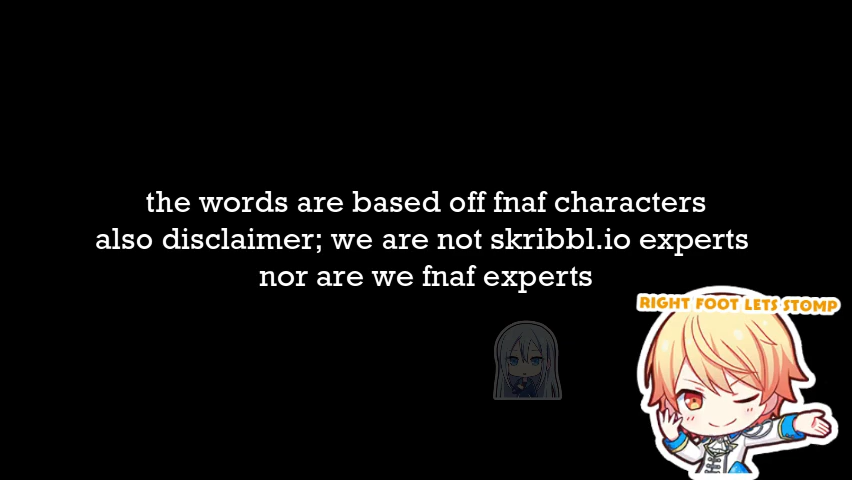 the words are based off fnaf characters
also disclaimer; we are not skribbl.io experts
nor are we fnaf experts
RIGHT FOOT LETS STOMP